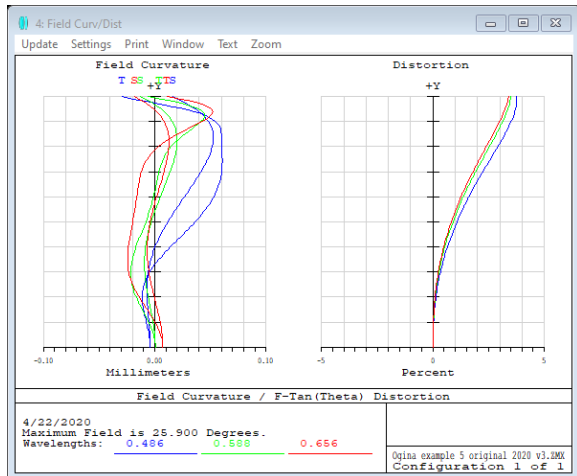 4: Field Curv/Dist
Update Settings Print Window Text Zoom
Field Curvature
Distortion
T SS TTS
+Y
+Y
-0.10 0.00 0.10
Millimeters
-5 0 5
Percent
Field Curvature / F-Tan(Theta) Distortion
4/22/2020
Maximum Field is 25.900 Degrees.
Wavelengths: 0.486 0.588 0.656
Ogina example 5 original 2020 v3.ZMX
Configuration 1 of 1